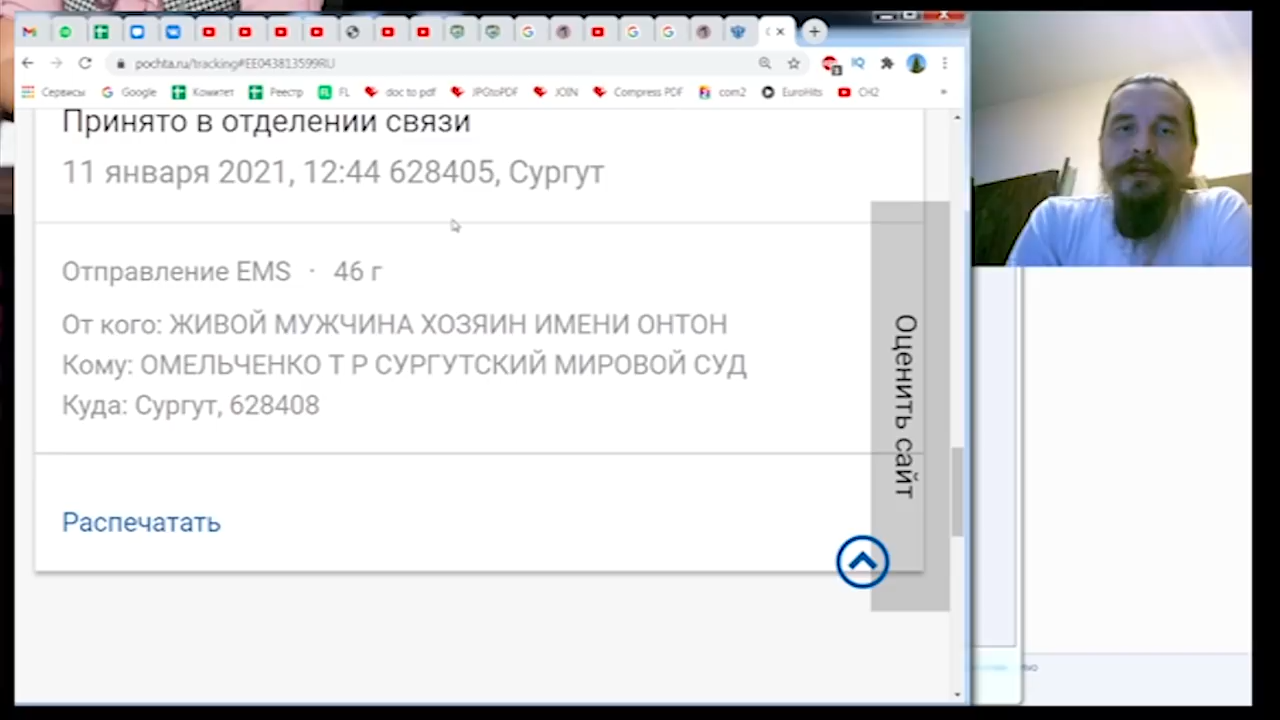 pochta.ru/tracking#EE043813599RU
Сервисы Google Комитет Реестр FL doc to pdf JPGtoPDF JOIN Compress PDF con2 EuroHits CH2 »
Принято в отделении связи
11 января 2021, 12:44 628405, Сургут
Отправление EMS · 46 г
От кого: ЖИВОЙ МУЖЧИНА ХОЗЯИН ИМЕНИ ОНТОН
Кому: ОМЕЛЬЧЕНКО Т Р СУРГУТСКИЙ МИРОВОЙ СУД
Куда: Сургут, 628408
Распечатать
Оценить сайт